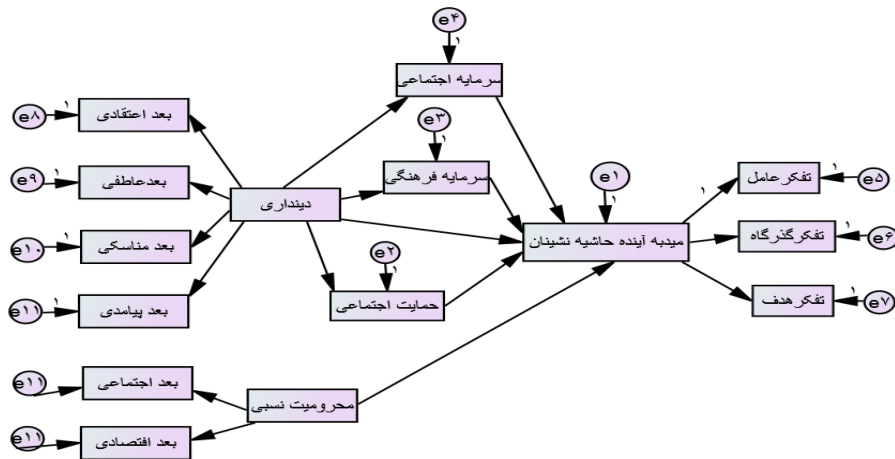 e۴
۱
سرمایه اجتماعی
e۸
۱
بعد اعتقادی
e۳
۱
سرمایه فرهنگی
e۹
۱
بعدعاطفی
دینداری
e۱
۱
۱
تفکرعامل
۱
e۵
e۱۰
۱
بعد مناسکی
میدبه آینده حاشیه نشینان
تفکرگذرگاه
۱
e۶
e۲
۱
حمایت اجتماعی
e۱۱
۱
بعد پیامدی
تفکرهدف
۱
e۷
e۱۱
بعد اجتماعی
محرومیت نسبی
e۱۱
بعد اقتصادی